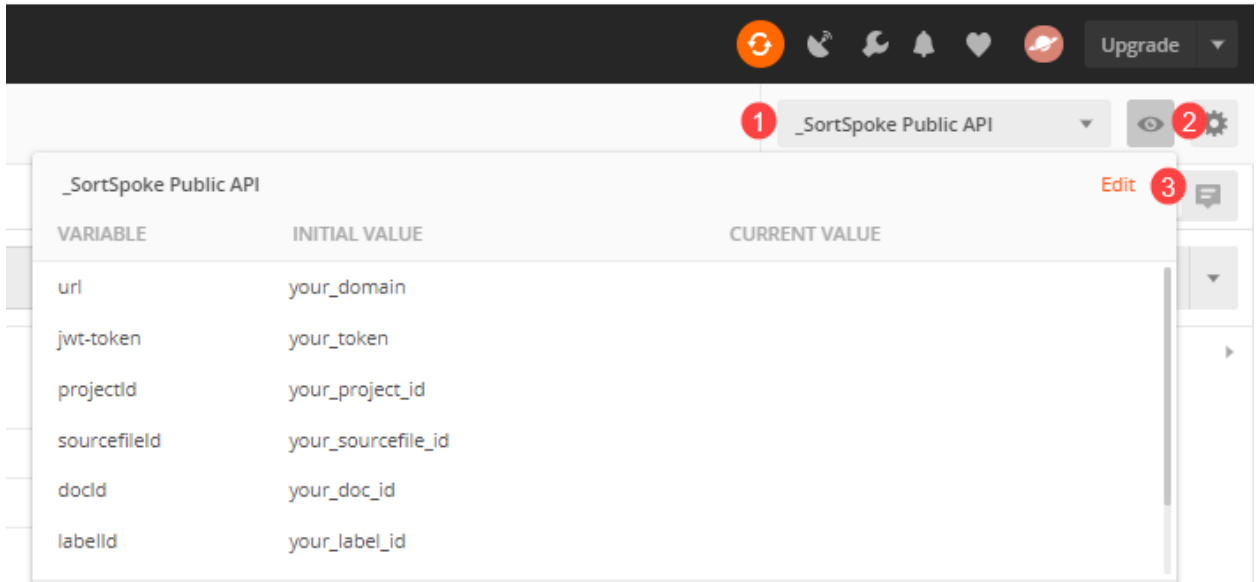 Upgrade
1 _SortSpoke Public API 2
_SortSpoke Public API Edit 3
VARIABLE INITIAL VALUE CURRENT VALUE
url your_domain
jwt-token your_token
projectId your_project_id
sourcefileId your_sourcefile_id
docId your_doc_id
labelId your_label_id